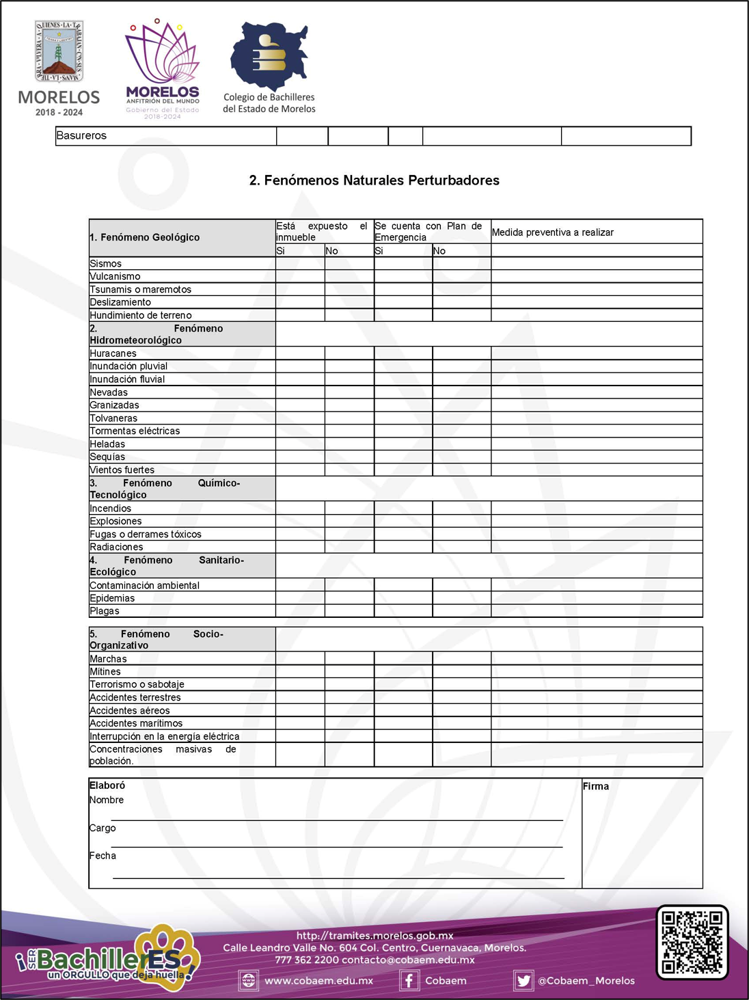 MORELOS
2018 - 2024
MORELOS
ANFITRIÓN DEL MUNDO
Gobierno del Estado
2018-2024
Colegio de Bachilleres
del Estado de Morelos
Basureros
2. Fenómenos Naturales Perturbadores
1. Fenómeno Geológico
Está expuesto el
inmueble
Se cuenta con Plan de
Emergencia
Medida preventiva a realizar
Si No Si No
Sismos
Vulcanismo
Tsunamis o maremotos
Deslizamiento
Hundimiento de terreno
2. Fenómeno
Hidrometeorológico
Huracanes
Inundación pluvial
Inundación fluvial
Nevadas
Granizadas
Tolvaneras
Tormentas eléctricas
Heladas
Sequías
Vientos fuertes
3. Fenómeno Químico-
Tecnológico
Incendios
Explosiones
Fugas o derrames tóxicos
Radiaciones
4. Fenómeno Sanitario-
Ecológico
Contaminación ambiental
Epidemias
Plagas
5. Fenómeno Socio-
Organizativo
Marchas
Mítines
Terrorismo o sabotaje
Accidentes terrestres
Accidentes aéreos
Accidentes marítimos
Interrupción en la energía eléctrica
Concentraciones masivas de
población.
Elaboró
Firma
Nombre
Cargo
Fecha
http://tramites.morelos.gob.mx
Calle Leandro Valle No. 604 Col. Centro, Cuernavaca, Morelos.
777 362 2200 contacto@cobaem.edu.mx
www.cobaem.edu.mx Cobaem @Cobaem_Morelos
¡SER BachillerES
un ORGULLO que deja huella!